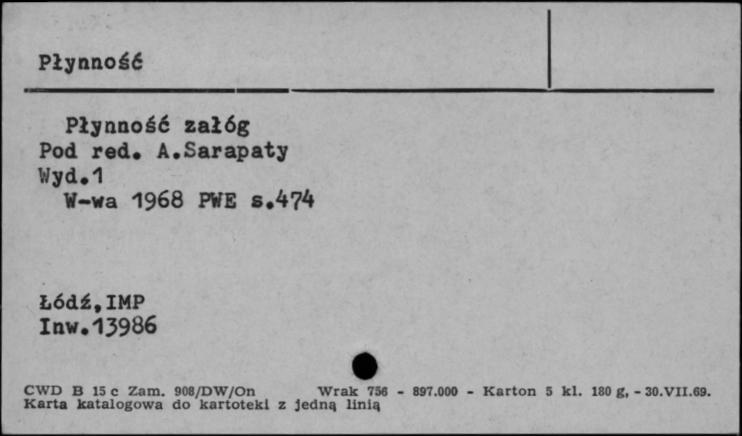 Płynność
Płynność załóg
Pod red. A.Sarapaty
Wyd.1
W-wa 1968 PWE s.474
Łódź,IMP
Inw.13986
CWD B 15 c Zam. 908/DW/On Wrak 756 - 897.000 - Karton 5 kl. 180 g, - 30.VII.69.
Karta katalogowa do kartoteki z jedną linią